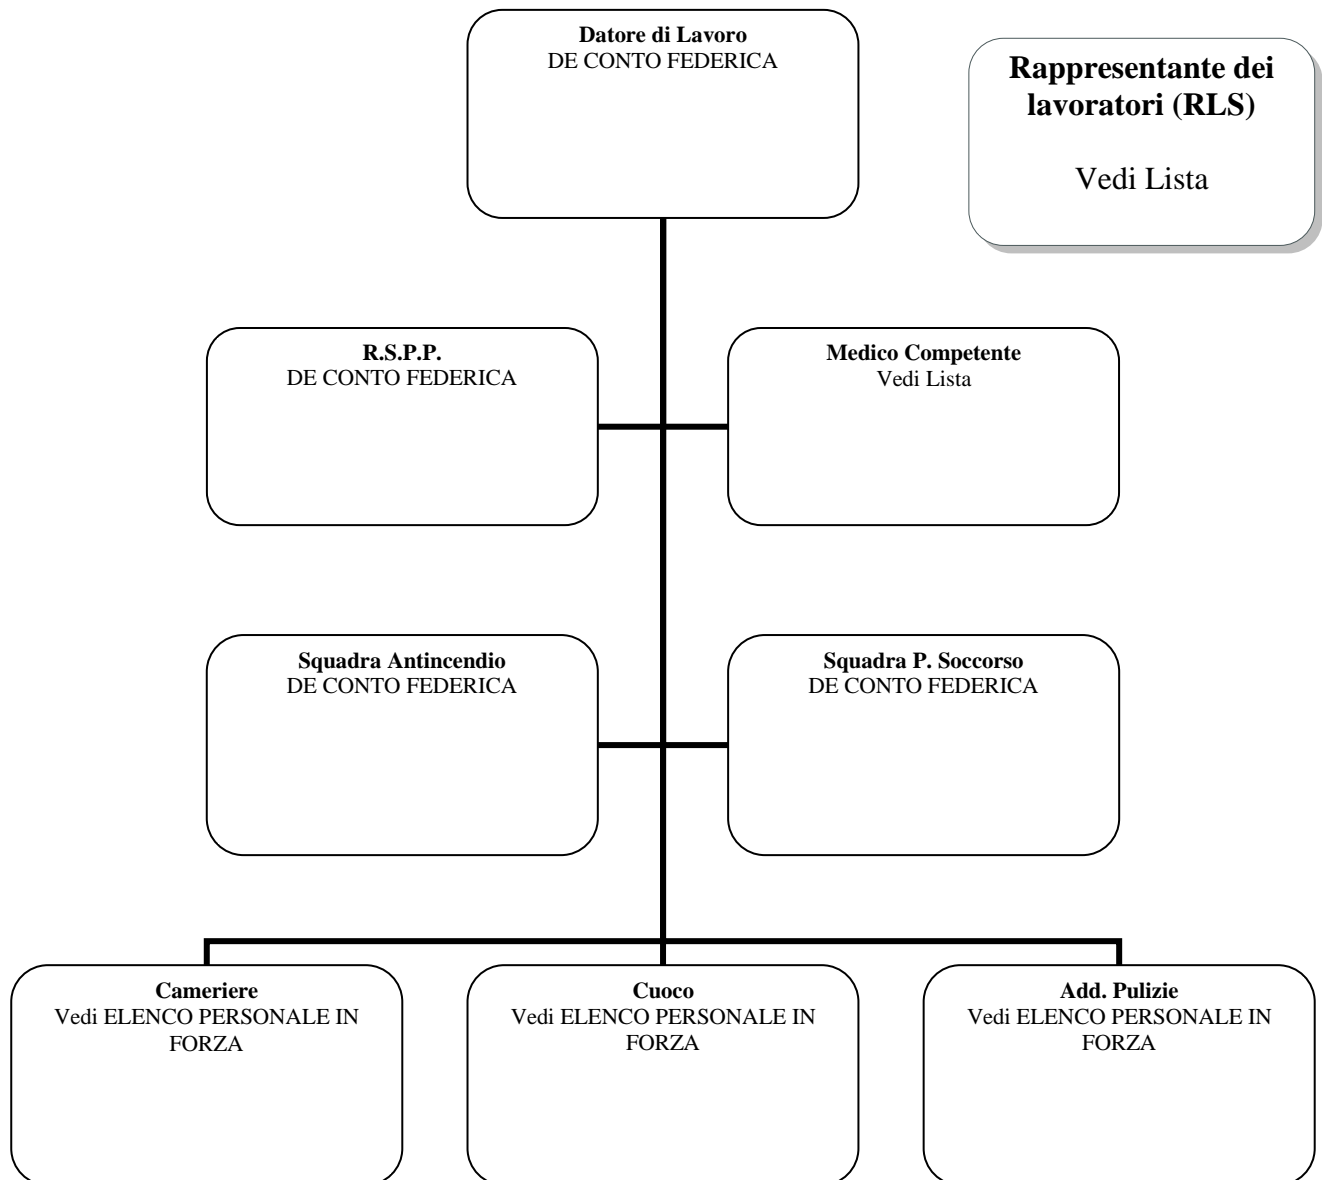 Datore di Lavoro
DE CONTO FEDERICA
Rappresentante dei
lavoratori (RLS)
Vedi Lista
R.S.P.P.
DE CONTO FEDERICA
Medico Competente
Vedi Lista
Squadra Antincendio
DE CONTO FEDERICA
Squadra P. Soccorso
DE CONTO FEDERICA
Cameriere
Vedi ELENCO PERSONALE IN
FORZA
Cuoco
Vedi ELENCO PERSONALE IN
FORZA
Add. Pulizie
Vedi ELENCO PERSONALE IN
FORZA